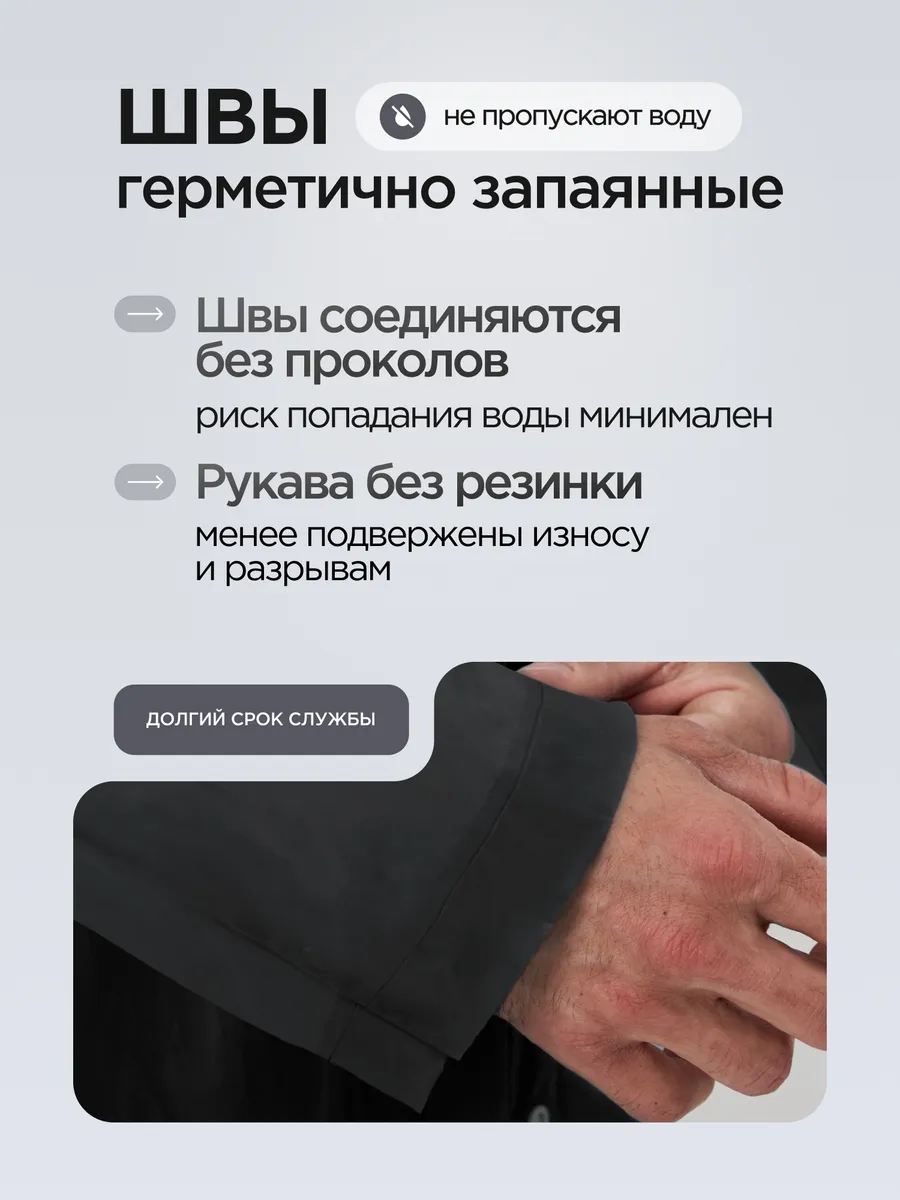 ШВЫ
не пропускают воду
герметично запаянные
Швы соединяются
без проколов
риск попадания воды минимален
Рукава без резинки
менее подвержены износу
и разрывам
ДОЛГИЙ СРОК СЛУЖБЫ